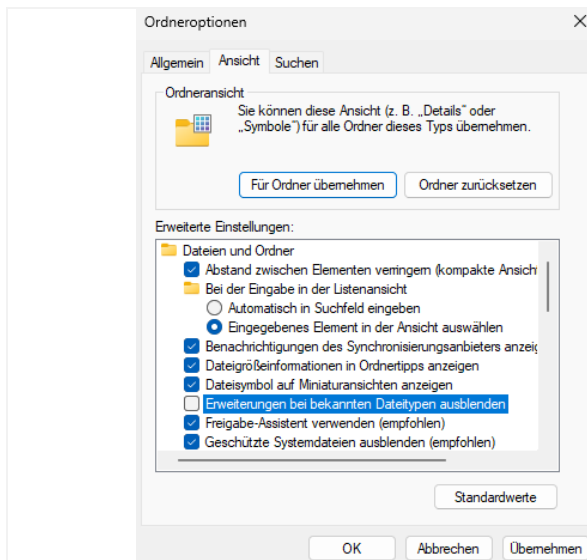 Ordneroptionen
Allgemein Ansicht Suchen
Ordneransicht
Sie können diese Ansicht (z. B. „Details“ oder
„Symbole“) für alle Ordner dieses Typs übernehmen.
Für Ordner übernehmen Ordner zurücksetzen
Erweiterte Einstellungen:
Dateien und Ordner
Abstand zwischen Elementen verringern (kompakte Ansicht
Bei der Eingabe in der Listenansicht
Automatisch in Suchfeld eingeben
Eingegebenes Element in der Ansicht auswählen
Benachrichtigungen des Synchronisierungsanbieters anzeig
Dateigrößeinformationen in Ordnertipps anzeigen
Dateisymbol auf Miniaturansichten anzeigen
Erweiterungen bei bekannten Dateitypen ausblenden
Freigabe-Assistent verwenden (empfohlen)
Geschützte Systemdateien ausblenden (empfohlen)
Standardwerte
OK Abbrechen Übernehmen